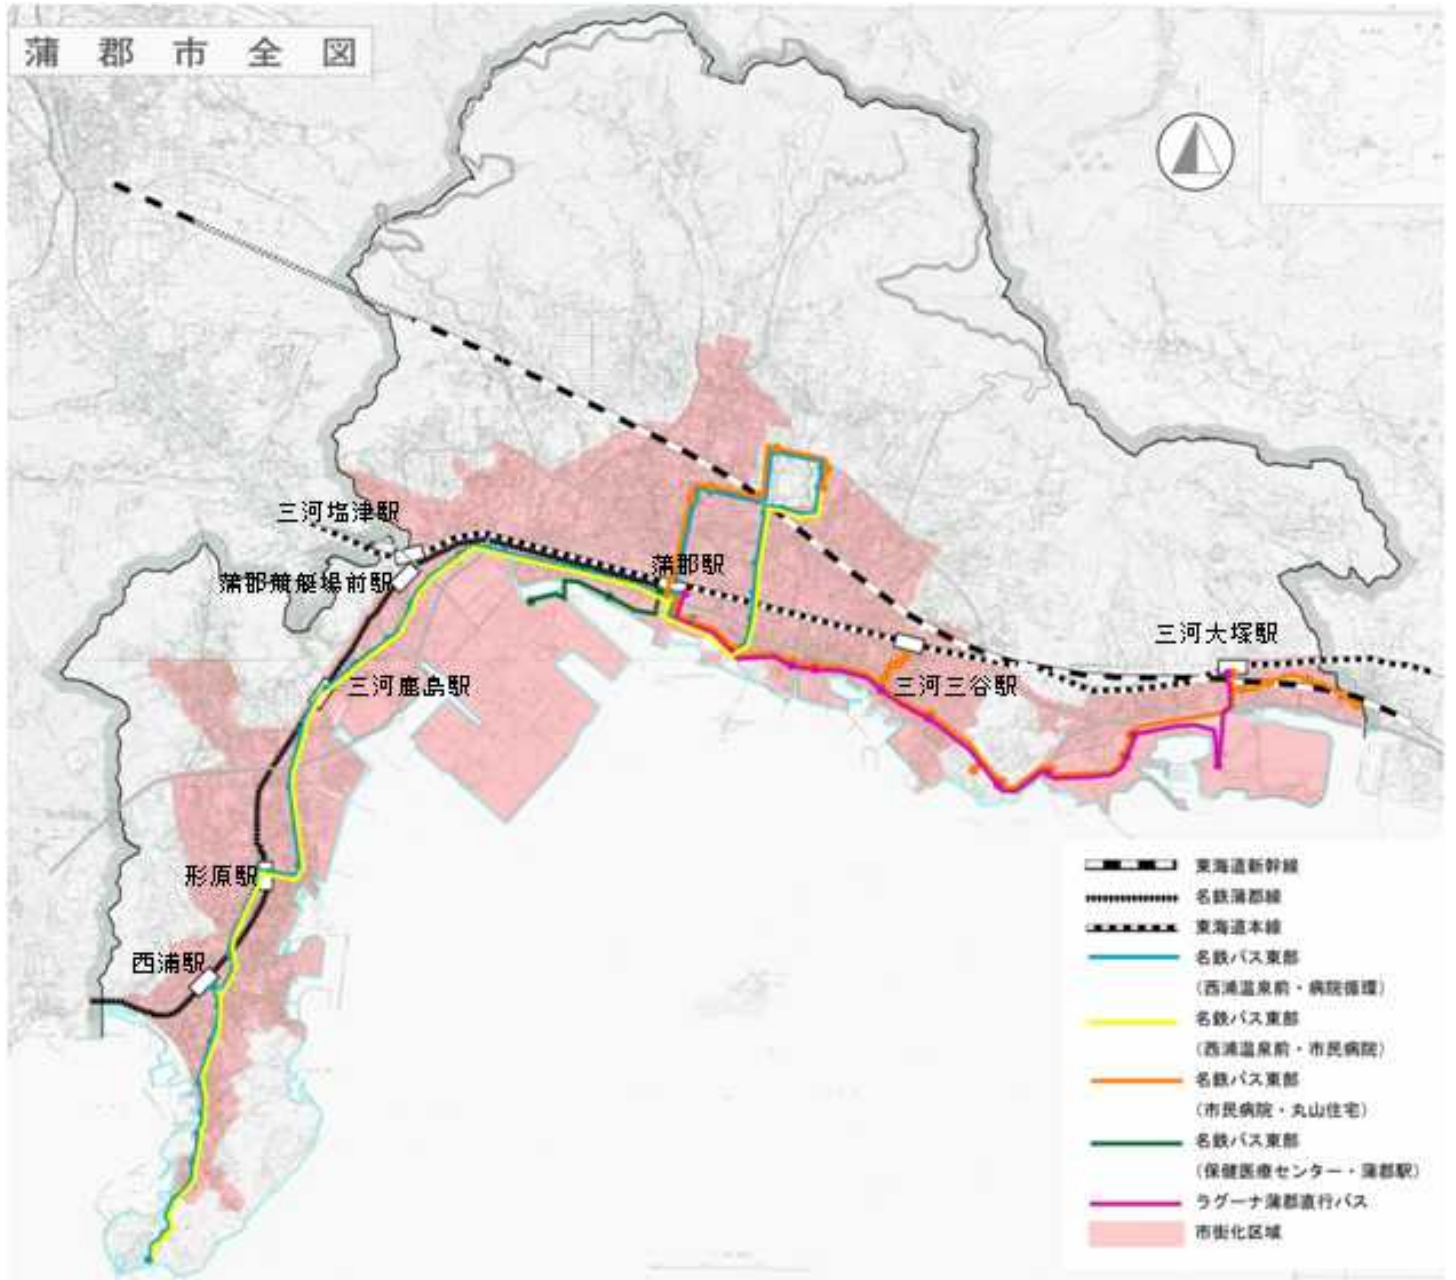 蒲郡市全図
三河塩津駅
蒲郡競艇場前駅
蒲郡駅
三河大塚駅
三河鹿島駅
三河三谷駅
形原駅
西浦駅
東海道新幹線
名鉄蒲郡線
東海道本線
名鉄バス東部
(西浦温泉前・病院循環)
名鉄バス東部
(西浦温泉前・市民病院)
名鉄バス東部
(市民病院・丸山住宅)
名鉄バス東部
(保健医療センター・蒲郡駅)
ラグーナ蒲郡直行バス
市街化区域